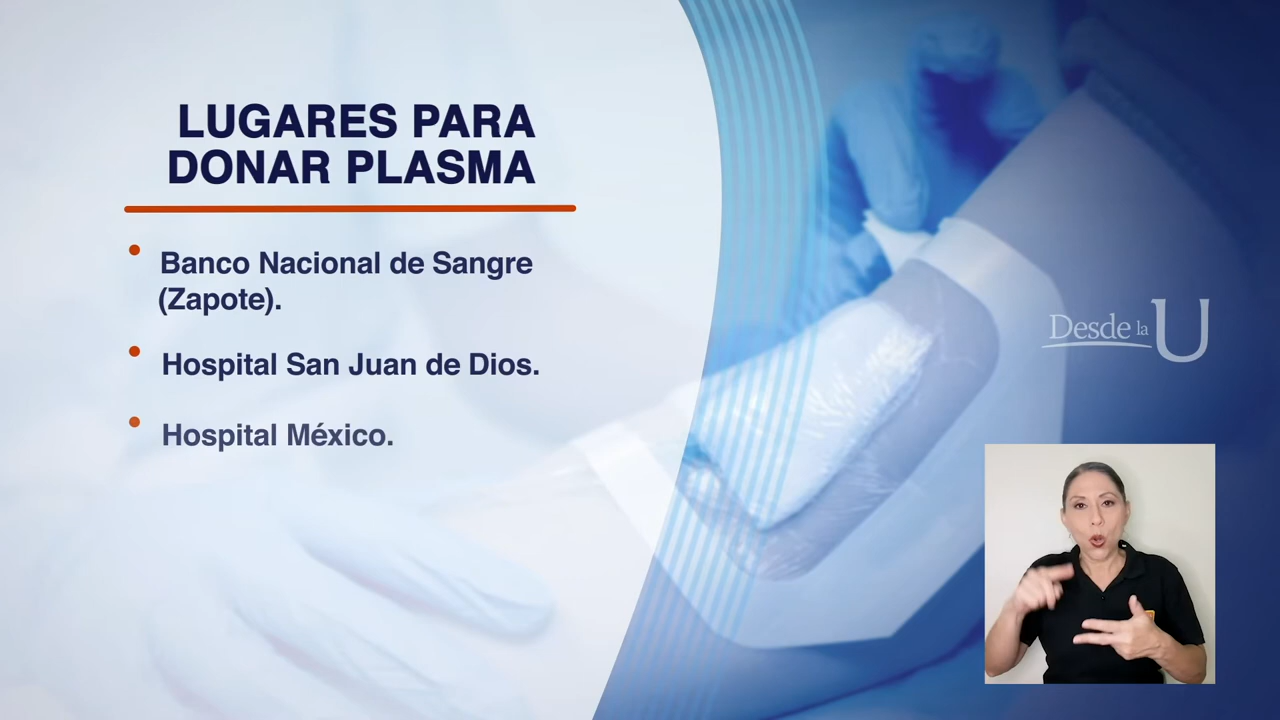 LUGARES PARA
DONAR PLASMA
Banco Nacional de Sangre
(Zapote).
Hospital San Juan de Dios.
Hospital México.
Desde la U